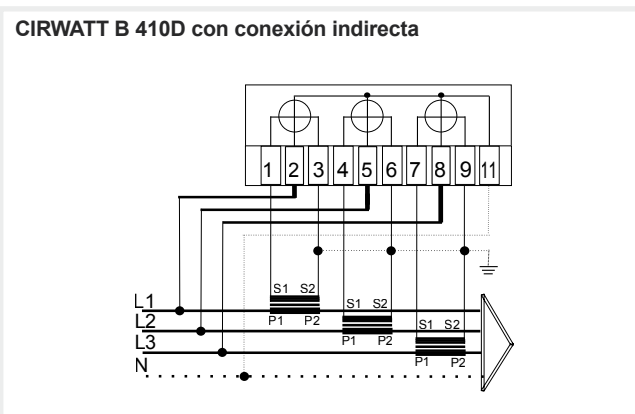 CIRWATT B 410D con conexión indirecta
1 2 3 4 5 6 7 8 9 11
S1 S2
L1
P1 P2
S1 S2
L2
P1 P2
S1 S2
L3
P1 P2
N